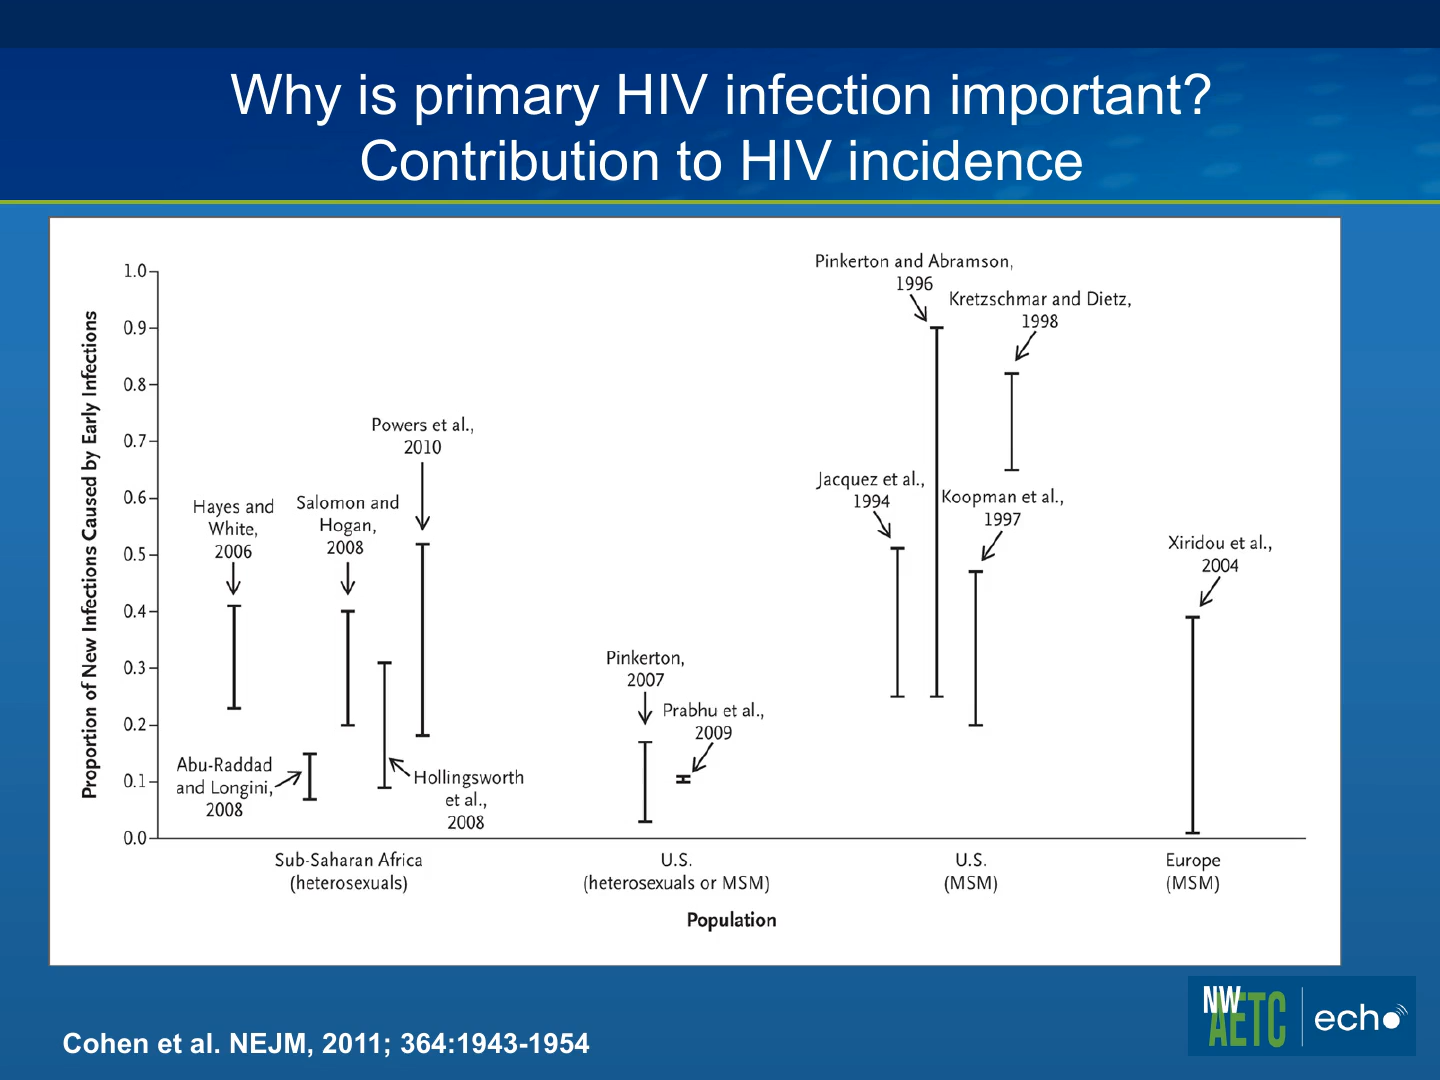 Why is primary HIV infection important?
Contribution to HIV incidence
Proportion of New Infections Caused by Early Infections
1.0
0.9
0.8
0.7
0.6
0.5
0.4
0.3
0.2
0.1
0.0
Hayes and
White,
2006
Abu-Raddad
and Longini,
2008
Salomon and
Hogan,
2008
Hollingsworth
et al.,
2008
Powers et al.,
2010
Pinkerton,
2007
Prabhu et al.,
2009
Jacquez et al.,
1994
Pinkerton and Abramson,
1996
Koopman et al.,
1997
Kretzschmar and Dietz,
1998
Xiridou et al.,
2004
Sub-Saharan Africa
(heterosexuals)
U.S.
(heterosexuals or MSM)
U.S.
(MSM)
Europe
(MSM)
Population
Cohen et al. NEJM, 2011; 364:1943-1954
NW
AETC
echo